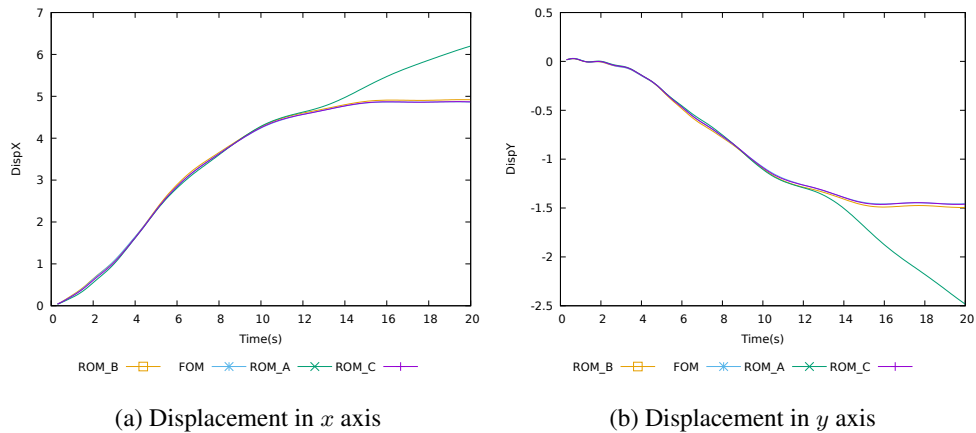 7
6
5
4
3
2
1
0
DispX
0 2 4 6 8 10 12 14 16 18 20
Time(s)
ROM_B FOM ROM_A ROM_C
(a) Displacement in x axis
0.5
0
-0.5
-1
-1.5
-2
-2.5
DispY
0 2 4 6 8 10 12 14 16 18 20
Time(s)
ROM_B FOM ROM_A ROM_C
(b) Displacement in y axis